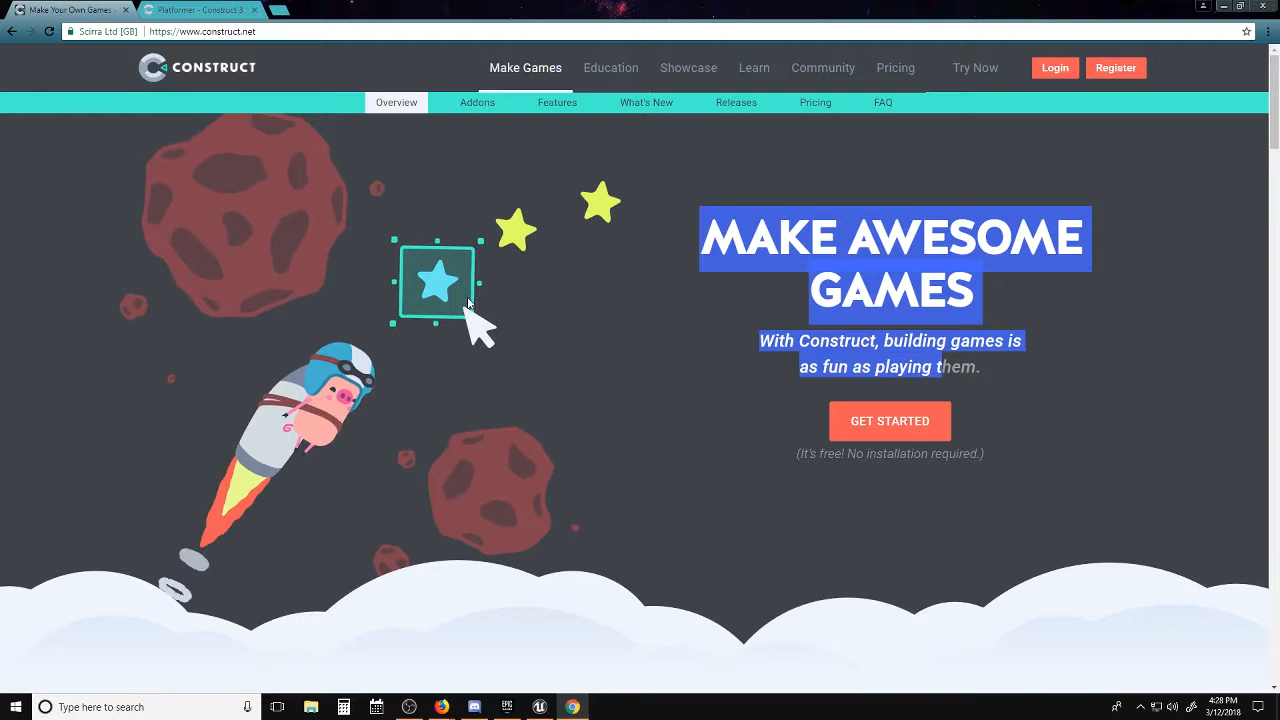 Make Your Own Games -
Platformer - Construct 3
Scirra Ltd [GB]
https://www.construct.net
CONSTRUCT
Make Games
Education
Showcase
Learn
Community
Pricing
Try Now
Login
Register
Overview
Addons
Features
What's New
Releases
Pricing
FAQ
MAKE AWESOME
GAMES
With Construct, building games is
as fun as playing them.
GET STARTED
(It's free! No installation required.)
Type here to search
EPIC
4:28 PM
3/12/2018